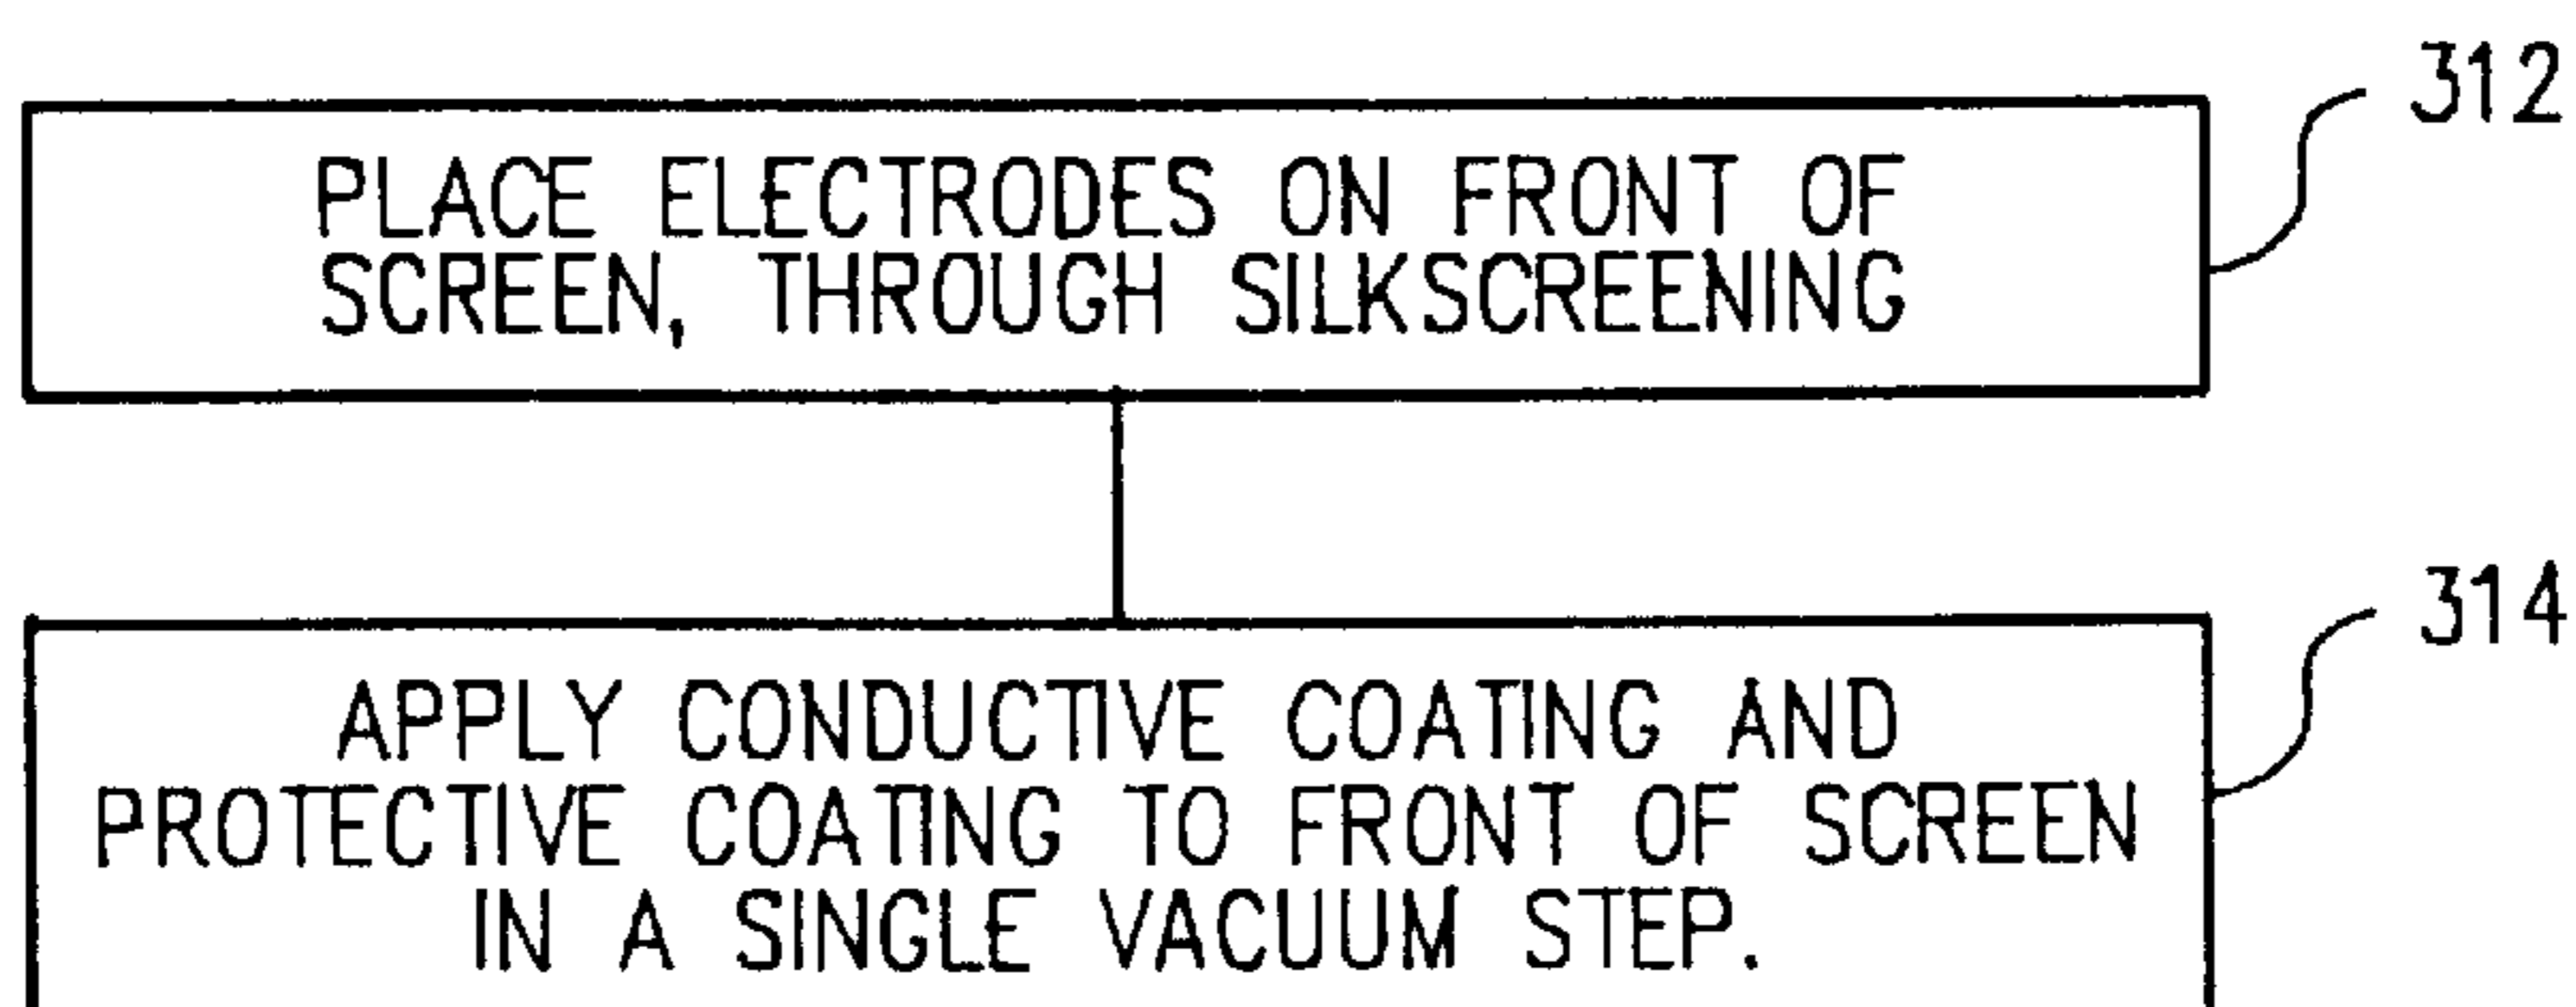 312
PLACE ELECTRODES ON FRONT OF
SCREEN, THROUGH SILKSCREENING
314
APPLY CONDUCTIVE COATING AND
PROTECTIVE COATING TO FRONT OF SCREEN
IN A SINGLE VACUUM STEP.